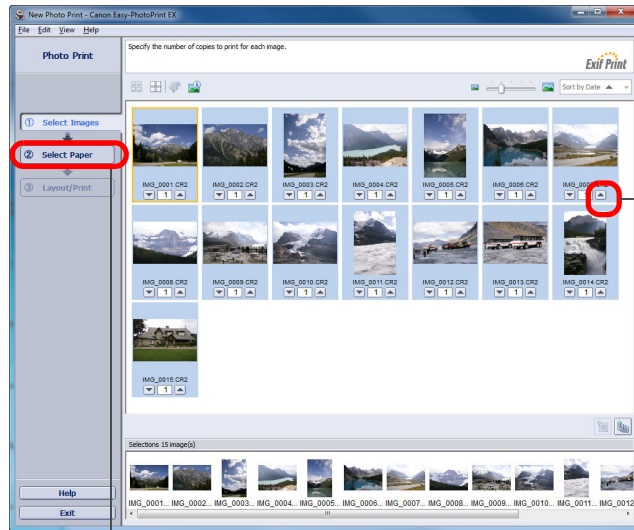 New Photo Print - Canon Easy-PhotoPrint EX
File Edit View Help
Photo Print
Specify the number of copies to print for each image.
Exif Print
Sort by Date
① Select Images
② Select Paper
③ Layout/Print
IMG_0001.CR2 IMG_0002.CR2 IMG_0003.CR2 IMG_0004.CR2 IMG_0005.CR2 IMG_0006.CR2
1 1 1 1 1 1
IMG_0008.CR2 IMG_0009.CR2 IMG_0010.CR2 IMG_0011.CR2 IMG_0012.CR2 IMG_0013.CR2 IMG_0014.CR2
1 1 1 1 1 1 1
IMG_0015.CR2
1
Selections 15 image(s)
IMG_0001... IMG_0002... IMG_0003... IMG_0004... IMG_0005... IMG_0006... IMG_0007... IMG_0008... IMG_0009... IMG_0010... IMG_0011... IMG_0012
Help
Exit